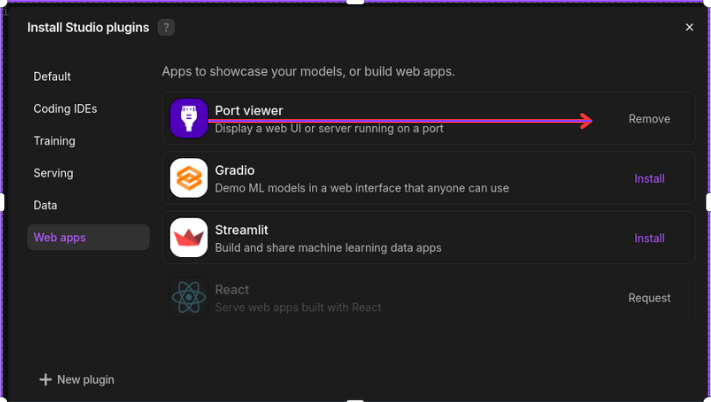 Install Studio plugins ?
Default
Coding IDEs
Training
Serving
Data
Web apps
New plugin
Apps to showcase your models, or build web apps.
Port viewer
Display a web UI or server running on a port
Remove
Gradio
Demo ML models in a web interface that anyone can use
Install
Streamlit
Build and share machine learning data apps
Install
React
Serve web apps built with React
Request